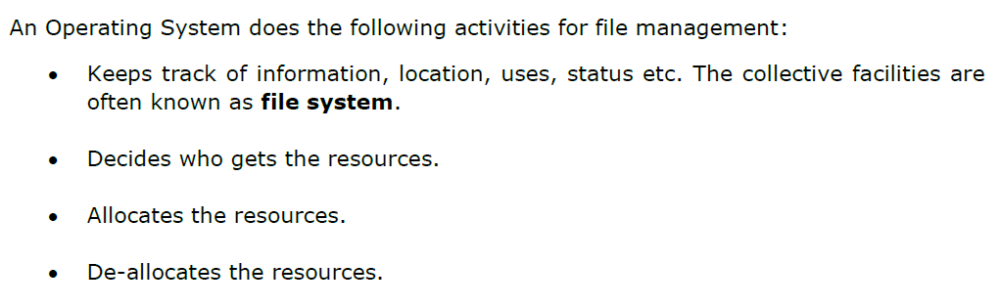 An Operating System does the following activities for file management:
• Keeps track of information, location, uses, status etc. The collective facilities are
often known as file system.
• Decides who gets the resources.
• Allocates the resources.
• De-allocates the resources.